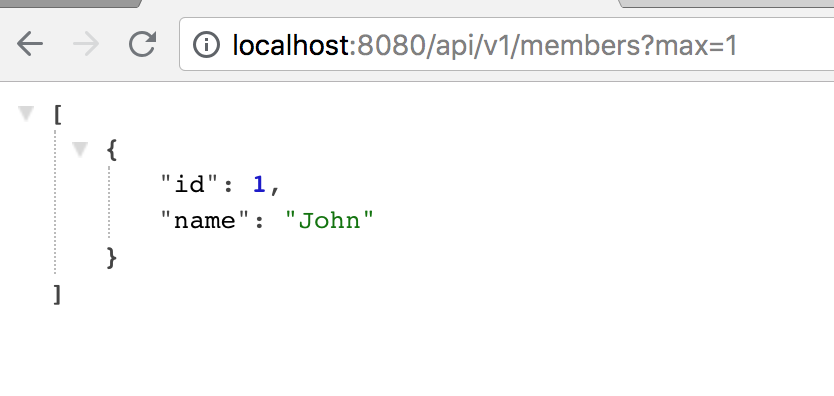 localhost:8080/api/v1/members?max=1
[
{
"id": 1,
"name": "John"
}
]